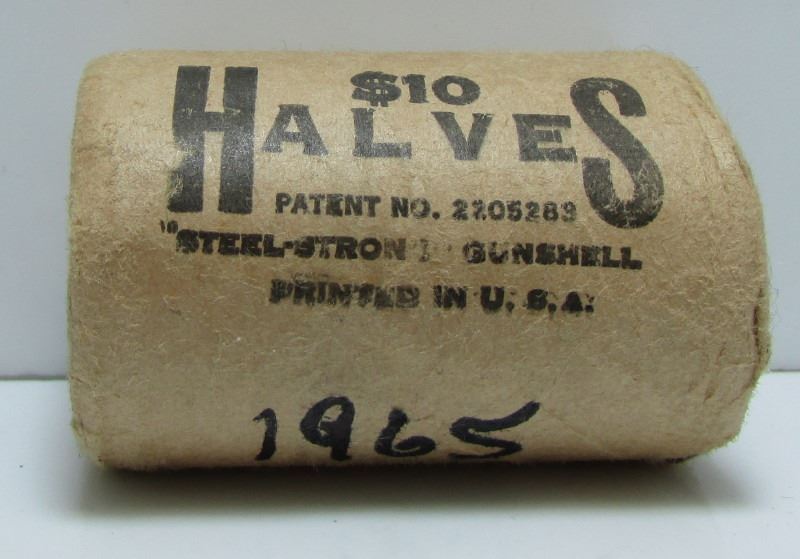 $10
HALVES
PATENT NO. 2205283
"STEEL-STRONG" GUNSHELL
PRINTED IN U.S.A.
1965